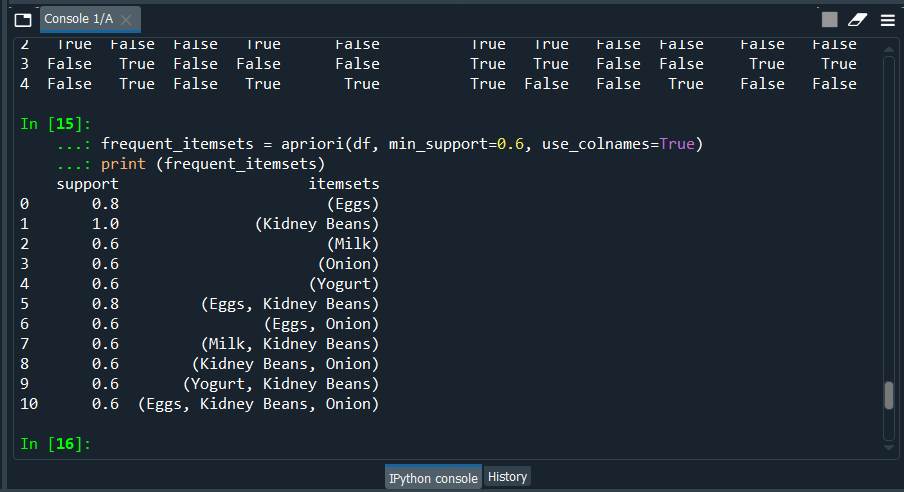 Console 1/A
2 True False False True False True True False False False False
3 False True False False False True True False False True True
4 False True False True True True False False True False False
In [15]:
...: frequent_itemsets = apriori(df, min_support=0.6, use_colnames=True)
...: print (frequent_itemsets)
support itemsets
0 0.8 (Eggs)
1 1.0 (Kidney Beans)
2 0.6 (Milk)
3 0.6 (Onion)
4 0.6 (Yogurt)
5 0.8 (Eggs, Kidney Beans)
6 0.6 (Eggs, Onion)
7 0.6 (Milk, Kidney Beans)
8 0.6 (Kidney Beans, Onion)
9 0.6 (Yogurt, Kidney Beans)
10 0.6 (Eggs, Kidney Beans, Onion)
In [16]:
IPython console History